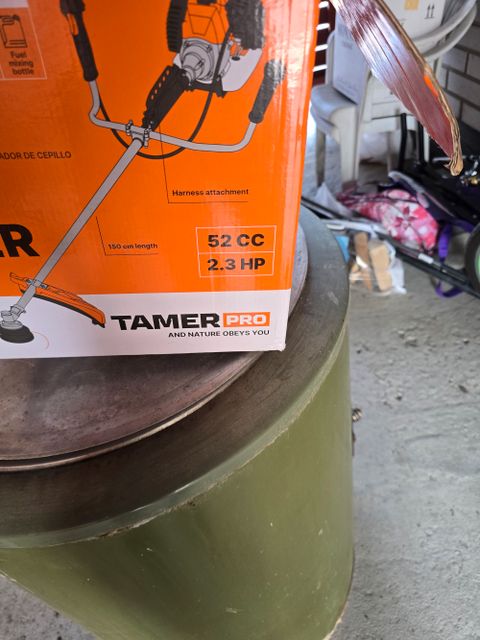 Fuel
mixing
bottle
ADOR DE CEPILLO
Harness attachment
ER
150 cm length
52 CC
2.3 HP
TAMER PRO
AND NATURE OBEYS YOU